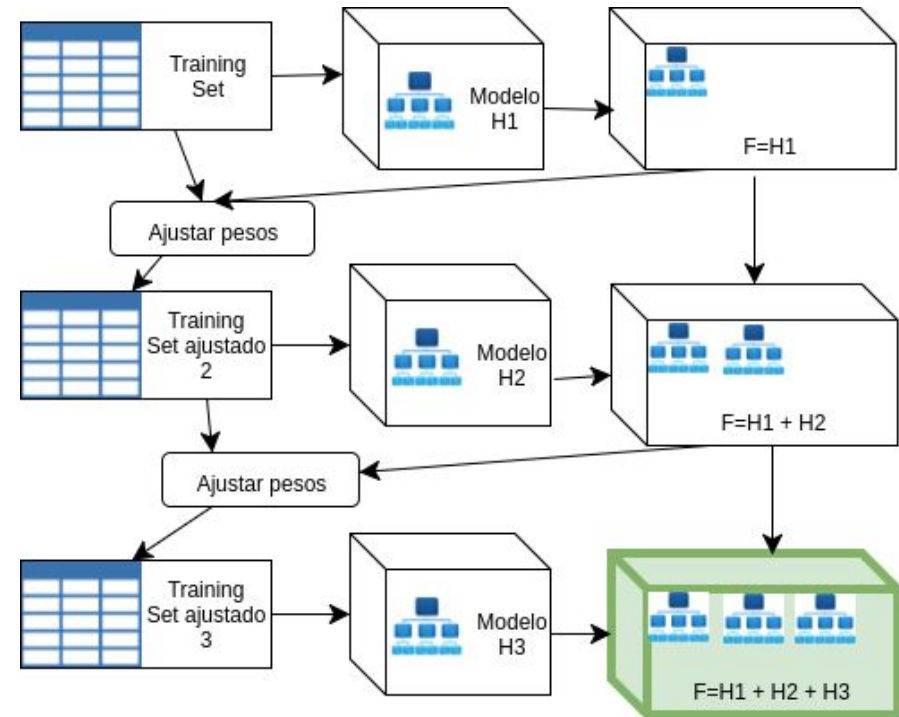 Training
Set
Modelo
H1
F=H1
Ajustar pesos
Training
Set ajustado
2
Modelo
H2
F=H1 + H2
Ajustar pesos
Training
Set ajustado
3
Modelo
H3
F=H1 + H2 + H3